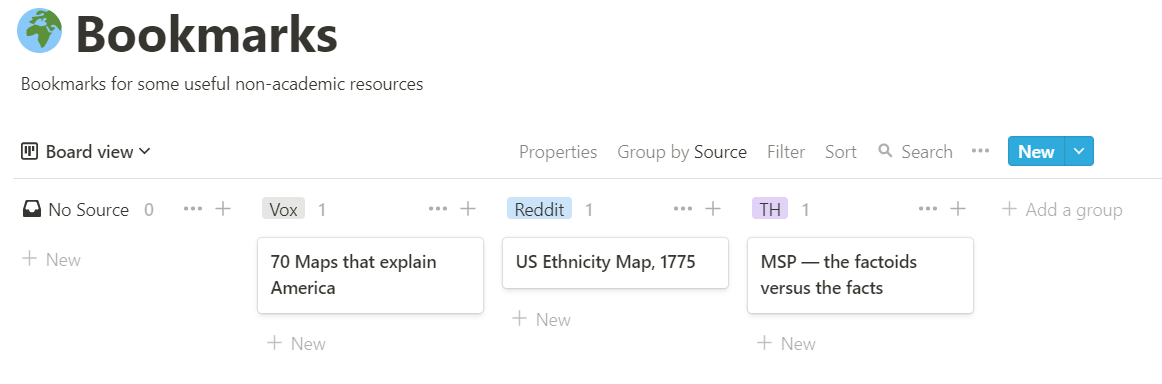 Bookmarks
Bookmarks for some useful non-academic resources
Board view Properties Group by Source Filter Sort Search New
No Source 0 Vox 1 Reddit 1 TH 1 + Add a group
+ New
70 Maps that explain
America
+ New
US Ethnicity Map, 1775
+ New
MSP — the factoids
versus the facts
+ New